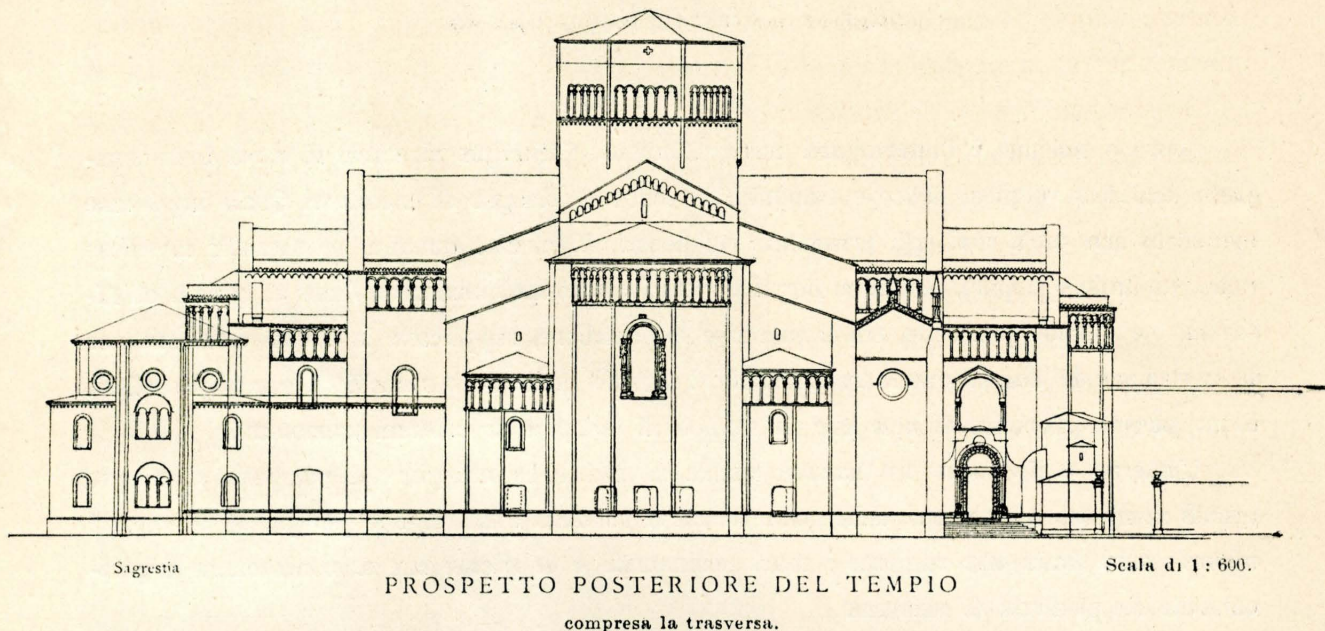 Sagrestia
Scala di 1 : 600.
PROSPETTO POSTERIORE DEL TEMPIO
compresa la trasversa.